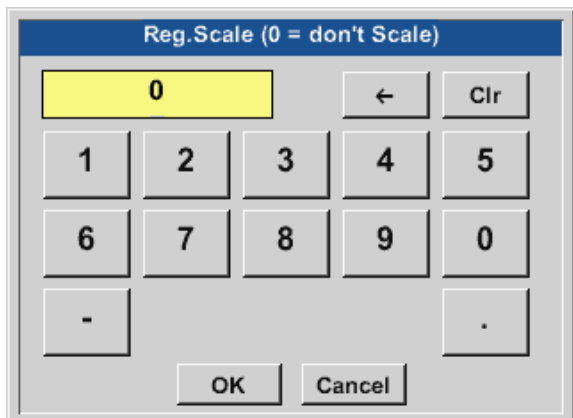 Reg.Scale (0 = don't Scale)
0 ← Clr
1 2 3 4 5
6 7 8 9 0
- .
OK Cancel